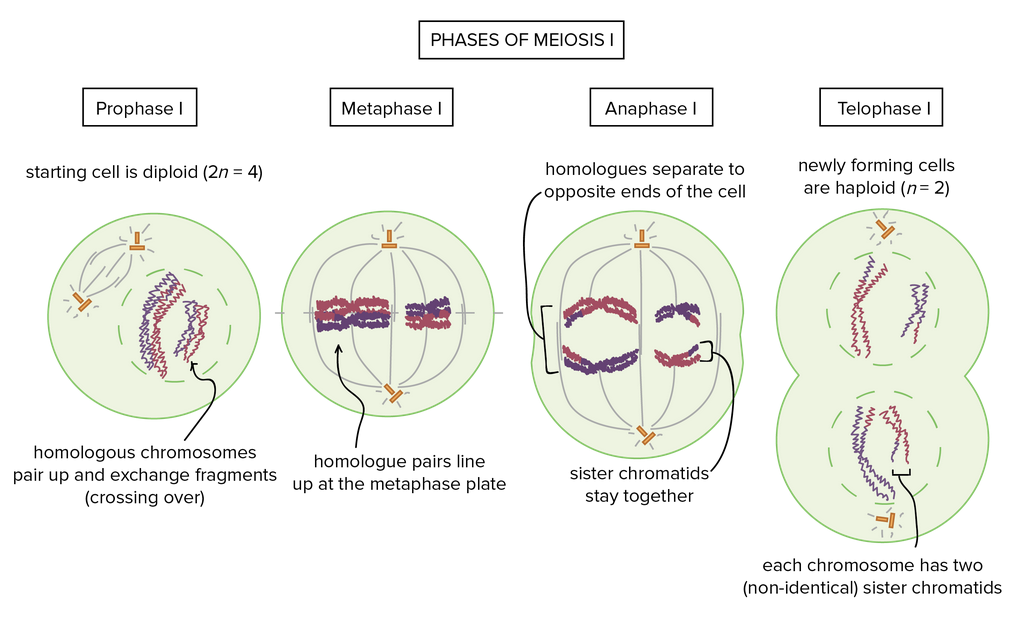 PHASES OF MEIOSIS I
Prophase I
Metaphase I
Anaphase I
Telophase I
starting cell is diploid (2n = 4)
homologues separate to
opposite ends of the cell
newly forming cells
are haploid (n = 2)
homologous chromosomes
pair up and exchange fragments
(crossing over)
homologue pairs line
up at the metaphase plate
sister chromatids
stay together
each chromosome has two
(non-identical) sister chromatids